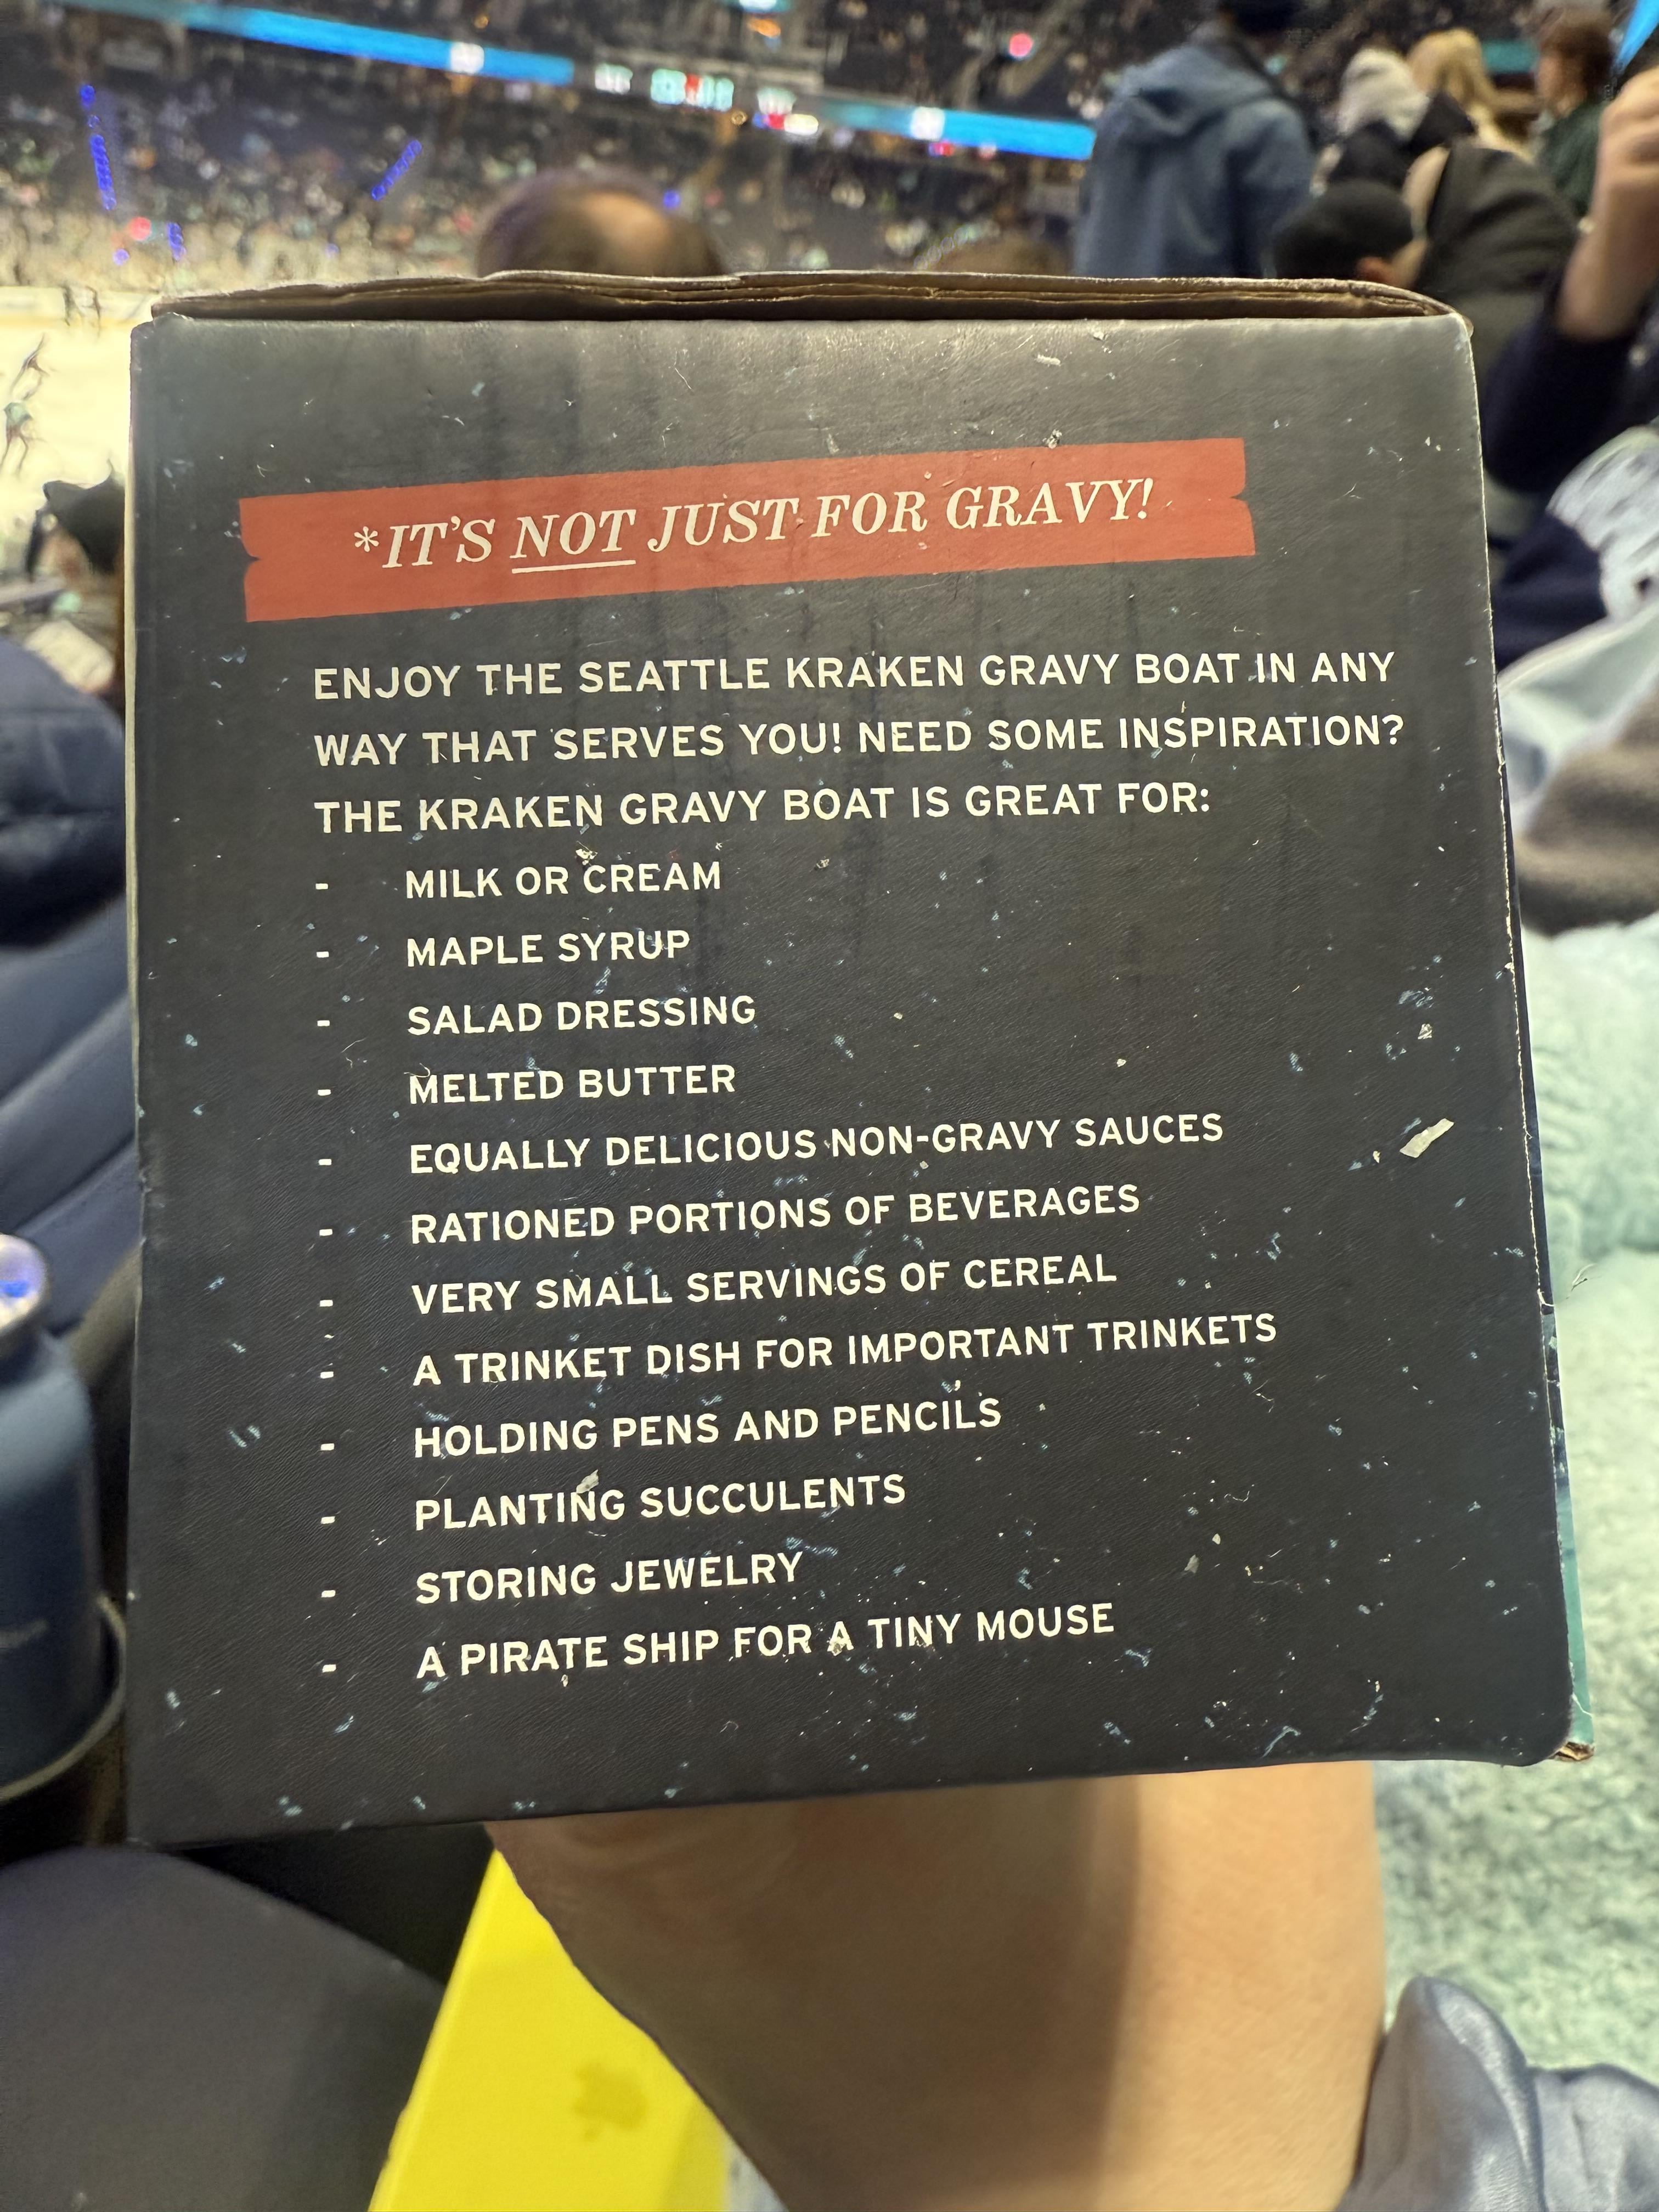 *IT'S NOT JUST FOR GRAVY!
ENJOY THE SEATTLE KRAKEN GRAVY BOAT IN ANY
WAY THAT SERVES YOU! NEED SOME INSPIRATION?
THE KRAKEN GRAVY BOAT IS GREAT FOR:
- MILK OR CREAM
- MAPLE SYRUP
- SALAD DRESSING
- MELTED BUTTER
- EQUALLY DELICIOUS NON-GRAVY SAUCES
- RATIONED PORTIONS OF BEVERAGES
- VERY SMALL SERVINGS OF CEREAL
- A TRINKET DISH FOR IMPORTANT TRINKETS
- HOLDING PENS AND PENCILS
- PLANTING SUCCULENTS
- STORING JEWELRY
- A PIRATE SHIP FOR A TINY MOUSE